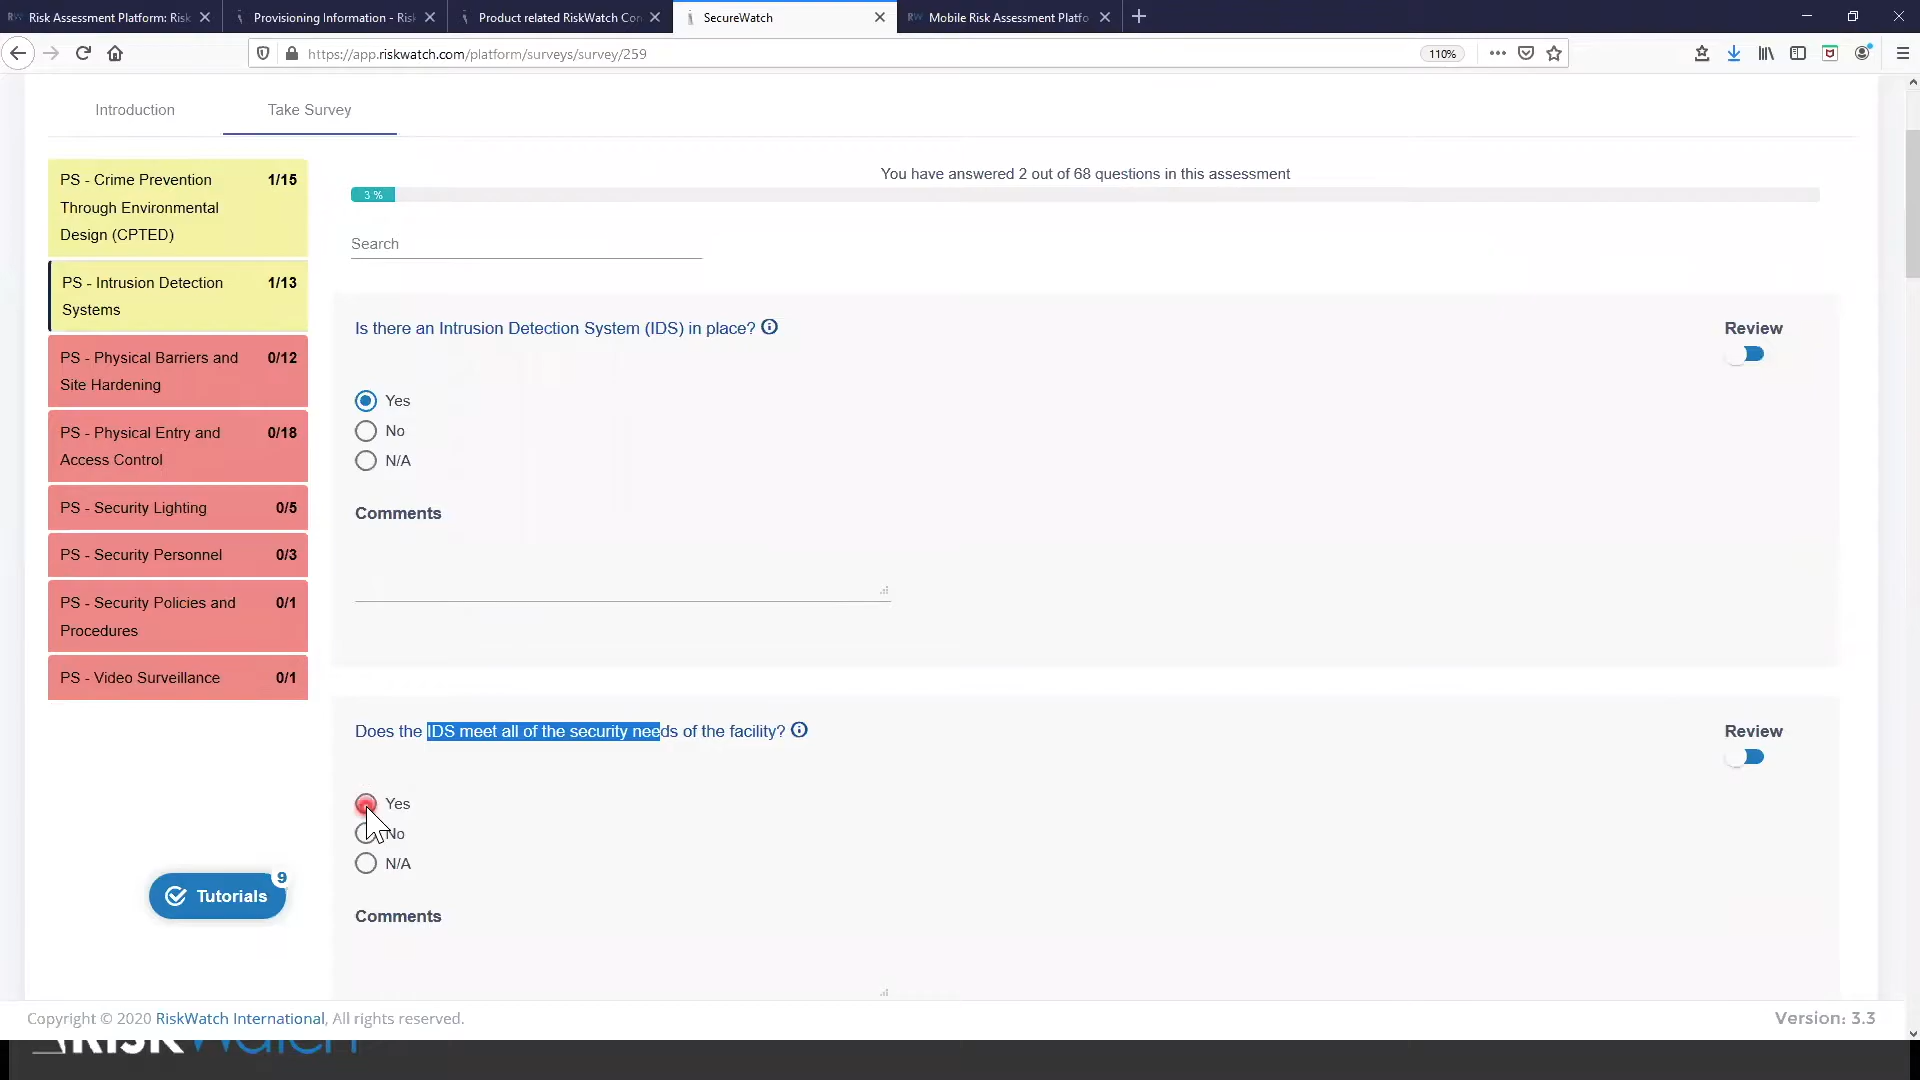 Risk Assessment Platform: Risk
Provisioning Information - Risk
Product related RiskWatch Con
SecureWatch
RW Mobile Risk Assessment Platfo
https://app.riskwatch.com/platform/surveys/survey/259
110%
Introduction
Take Survey
PS - Crime Prevention Through Environmental Design (CPTED)
1/15
PS - Intrusion Detection Systems
1/13
PS - Physical Barriers and Site Hardening
0/12
PS - Physical Entry and Access Control
0/18
PS - Security Lighting
0/5
PS - Security Personnel
0/3
PS - Security Policies and Procedures
0/1
PS - Video Surveillance
0/1
Tutorials
9
You have answered 2 out of 68 questions in this assessment
3 %
Search
Is there an Intrusion Detection System (IDS) in place?
Review
Yes
No
N/A
Comments
Does the IDS meet all of the security needs of the facility?
Review
Yes
No
N/A
Comments
Copyright © 2020 RiskWatch International, All rights reserved.
Version: 3.3
RISKWatch